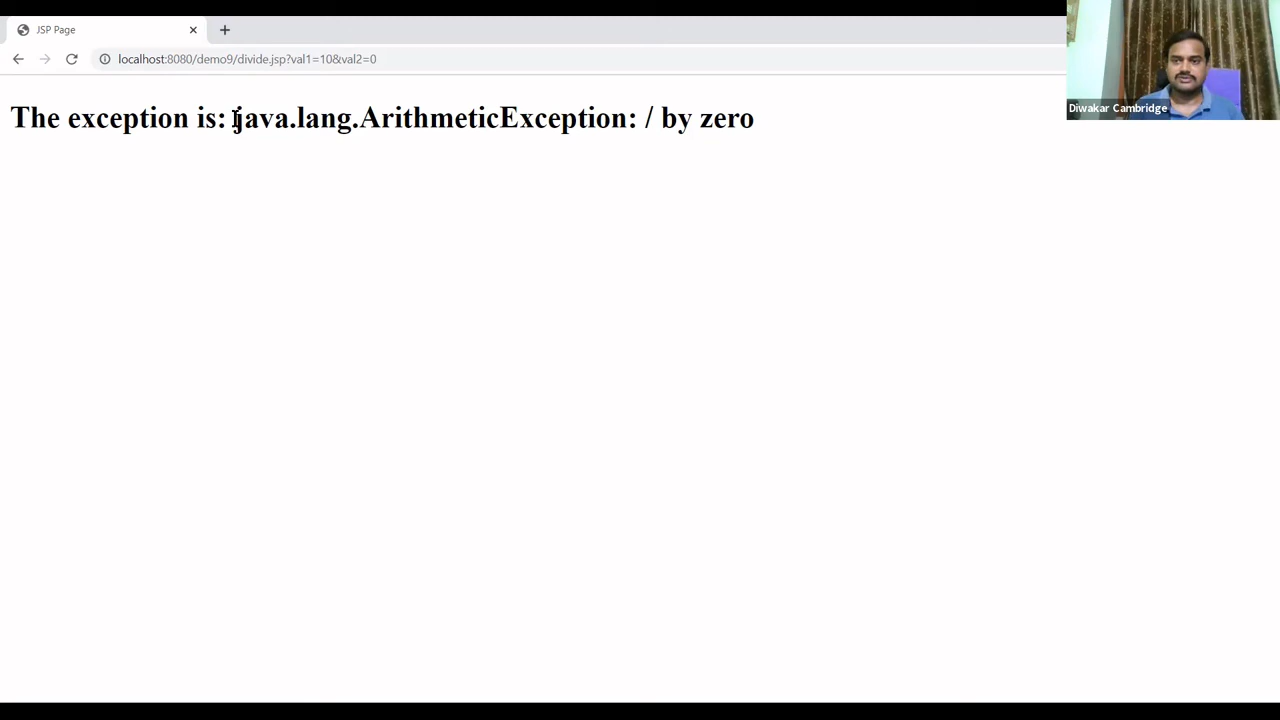 JSP Page
localhost:8080/demo9/divide.jsp?val1=10&val2=0
The exception is: java.lang.ArithmeticException: / by zero
Diwakar Cambridge